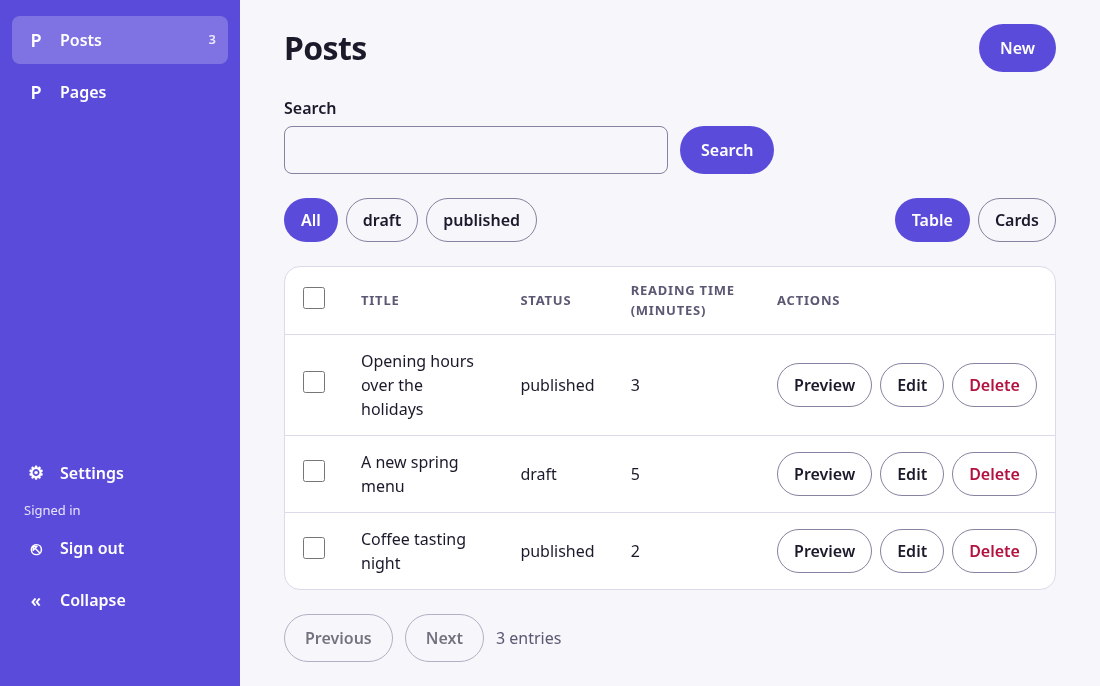 P Posts 3
P Pages
Settings
Signed in
Sign out
« Collapse
Posts
New
Search
Search
All draft published
Table Cards
TITLE STATUS READING TIME (MINUTES) ACTIONS
Opening hours over the holidays published 3 Preview Edit Delete
A new spring menu draft 5 Preview Edit Delete
Coffee tasting night published 2 Preview Edit Delete
Previous Next 3 entries